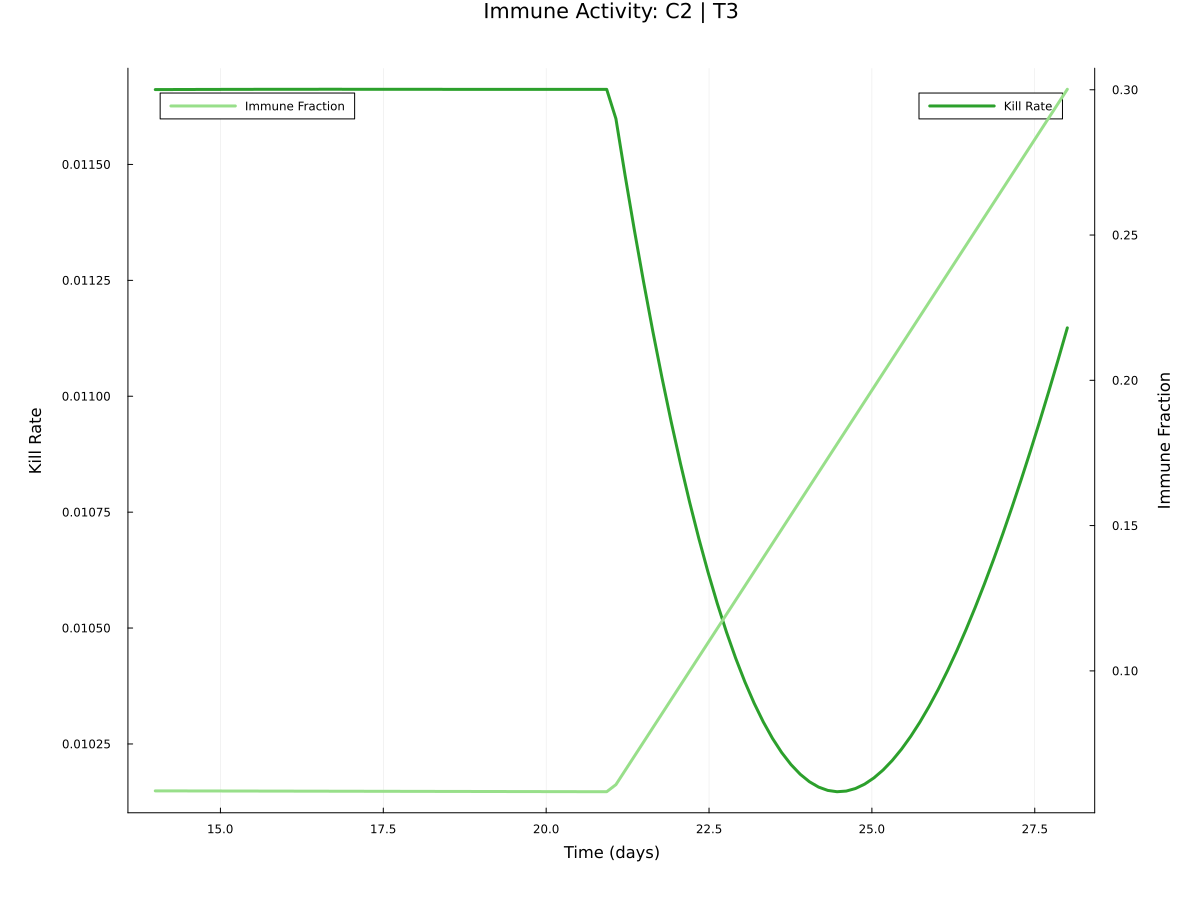 Immune Activity: C2 | T3
Immune Fraction
Kill Rate
0.01150
0.01125
0.01100
0.01075
0.01050
0.01025
Kill Rate
0.30
0.25
0.20
0.15
0.10
Immune Fraction
15.0
17.5
20.0
22.5
25.0
27.5
Time (days)